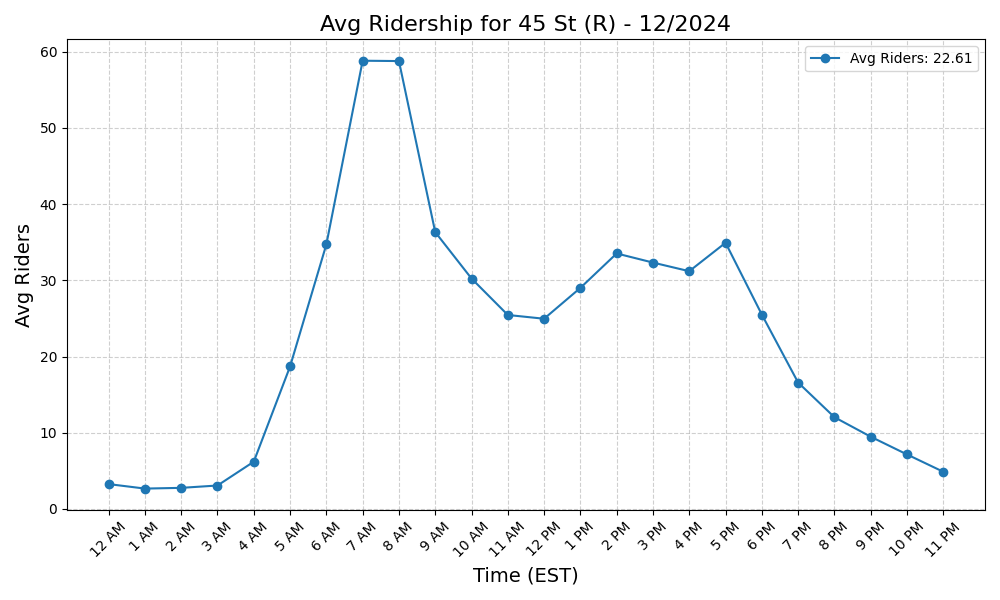 Avg Ridership for 45 St (R) - 12/2024
Avg Riders: 22.61
Avg Riders
60
50
40
30
20
10
0
12 AM
1 AM
2 AM
3 AM
4 AM
5 AM
6 AM
7 AM
8 AM
9 AM
10 AM
11 AM
12 PM
1 PM
2 PM
3 PM
4 PM
5 PM
6 PM
7 PM
8 PM
9 PM
10 PM
11 PM
Time (EST)